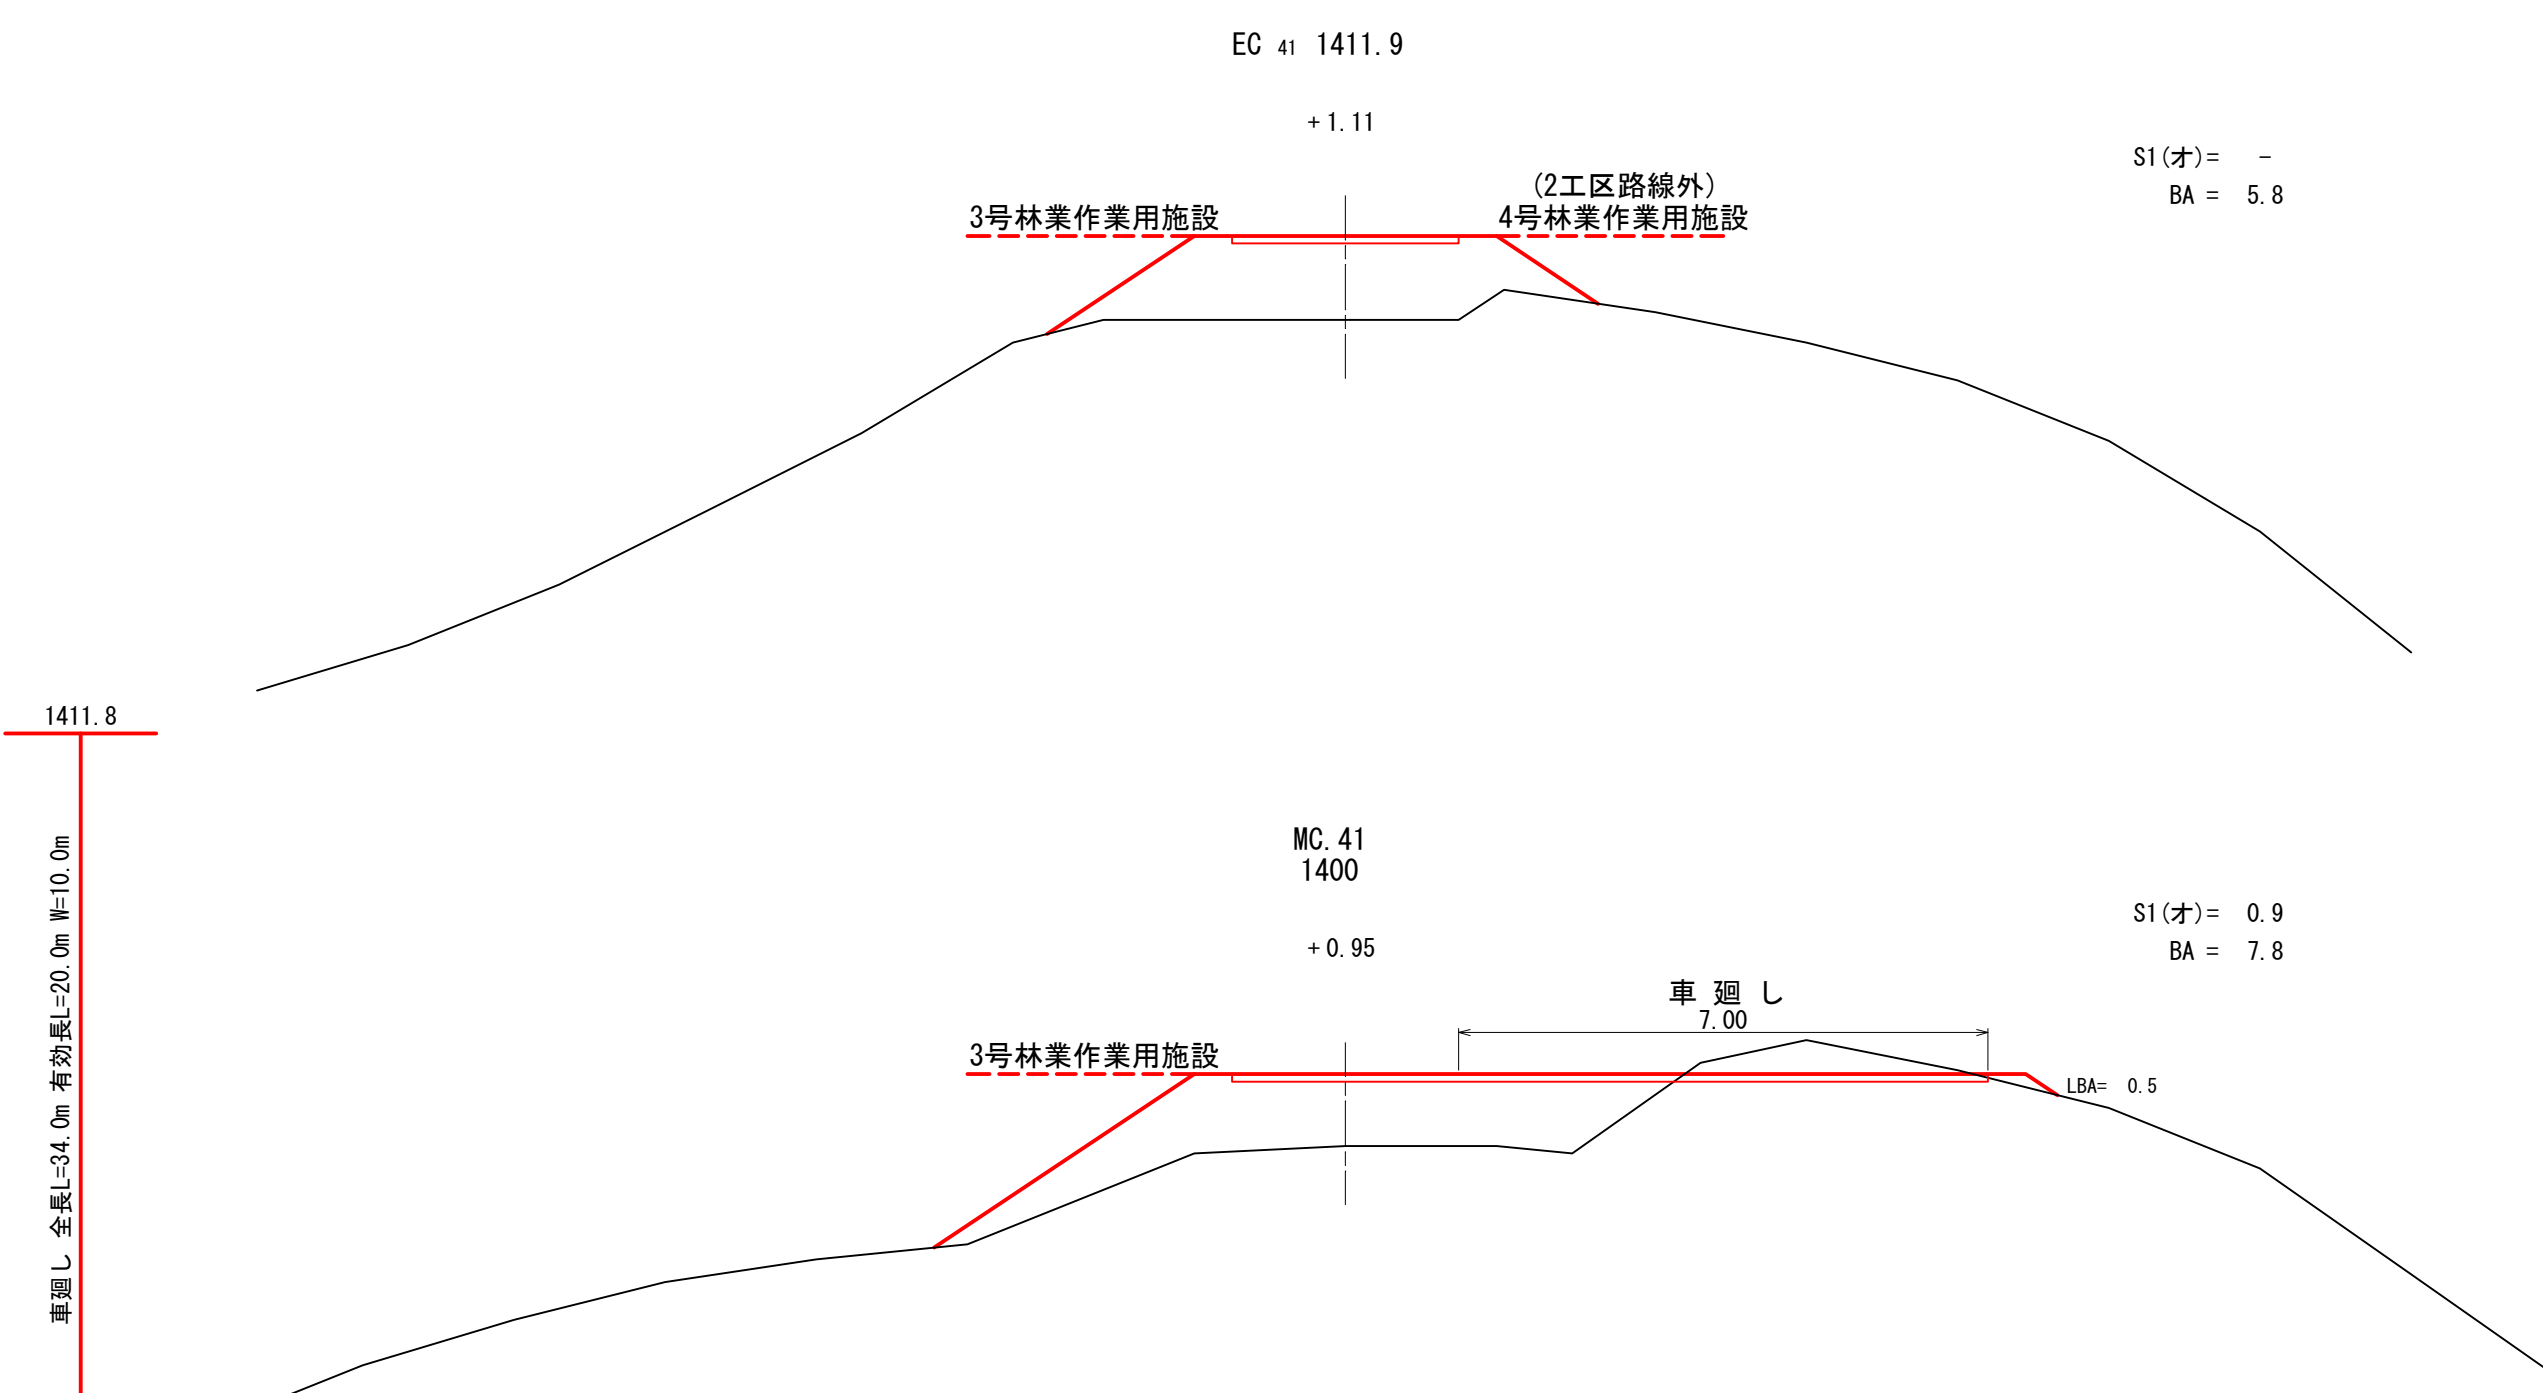 EC 41 1411.9
+1.11
S1(オ)= -
BA = 5.8
(2工区路線外)
3号林業作業用施設
4号林業作業用施設
1411.8
車廻し 全長L=34.0m 有効長L=20.0m W=10.0m
MC.41
1400
+0.95
S1(オ)= 0.9
BA = 7.8
車 廻 し
7.00
3号林業作業用施設
LBA= 0.5